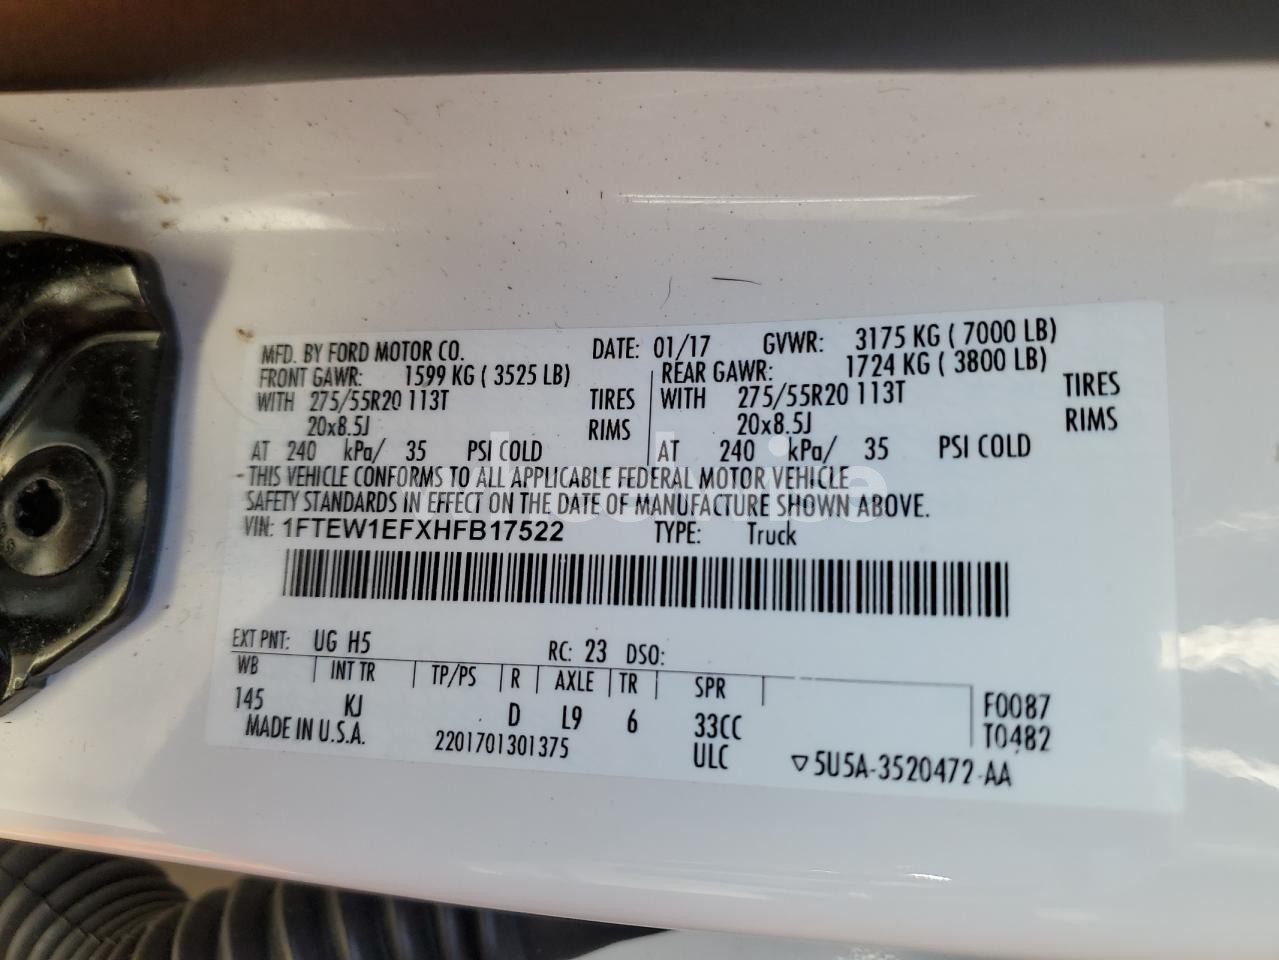 MFD. BY FORD MOTOR CO. DATE: 01/17 GVWR: 3175 KG ( 7000 LB)
FRONT GAWR: 1599 KG ( 3525 LB) REAR GAWR: 1724 KG ( 3800 LB)
WITH 275/55R20 113T TIRES WITH 275/55R20 113T TIRES
20x8.5J RIMS 20x8.5J RIMS
AT 240 kPa/ 35 PSI COLD AT 240 kPa/ 35 PSI COLD
- THIS VEHICLE CONFORMS TO ALL APPLICABLE FEDERAL MOTOR VEHICLE
SAFETY STANDARDS IN EFFECT ON THE DATE OF MANUFACTURE SHOWN ABOVE.
VIN: 1FTEW1EFXHFB17522 TYPE: Truck
EXT PNT: UG H5 RC: 23 DSO:
WB INT TR TP/PS R AXLE TR SPR
145 KJ D L9 6 33CC F0087
MADE IN U.S.A. 2201701301375 ULC T0482
▽5U5A-3520472-AA